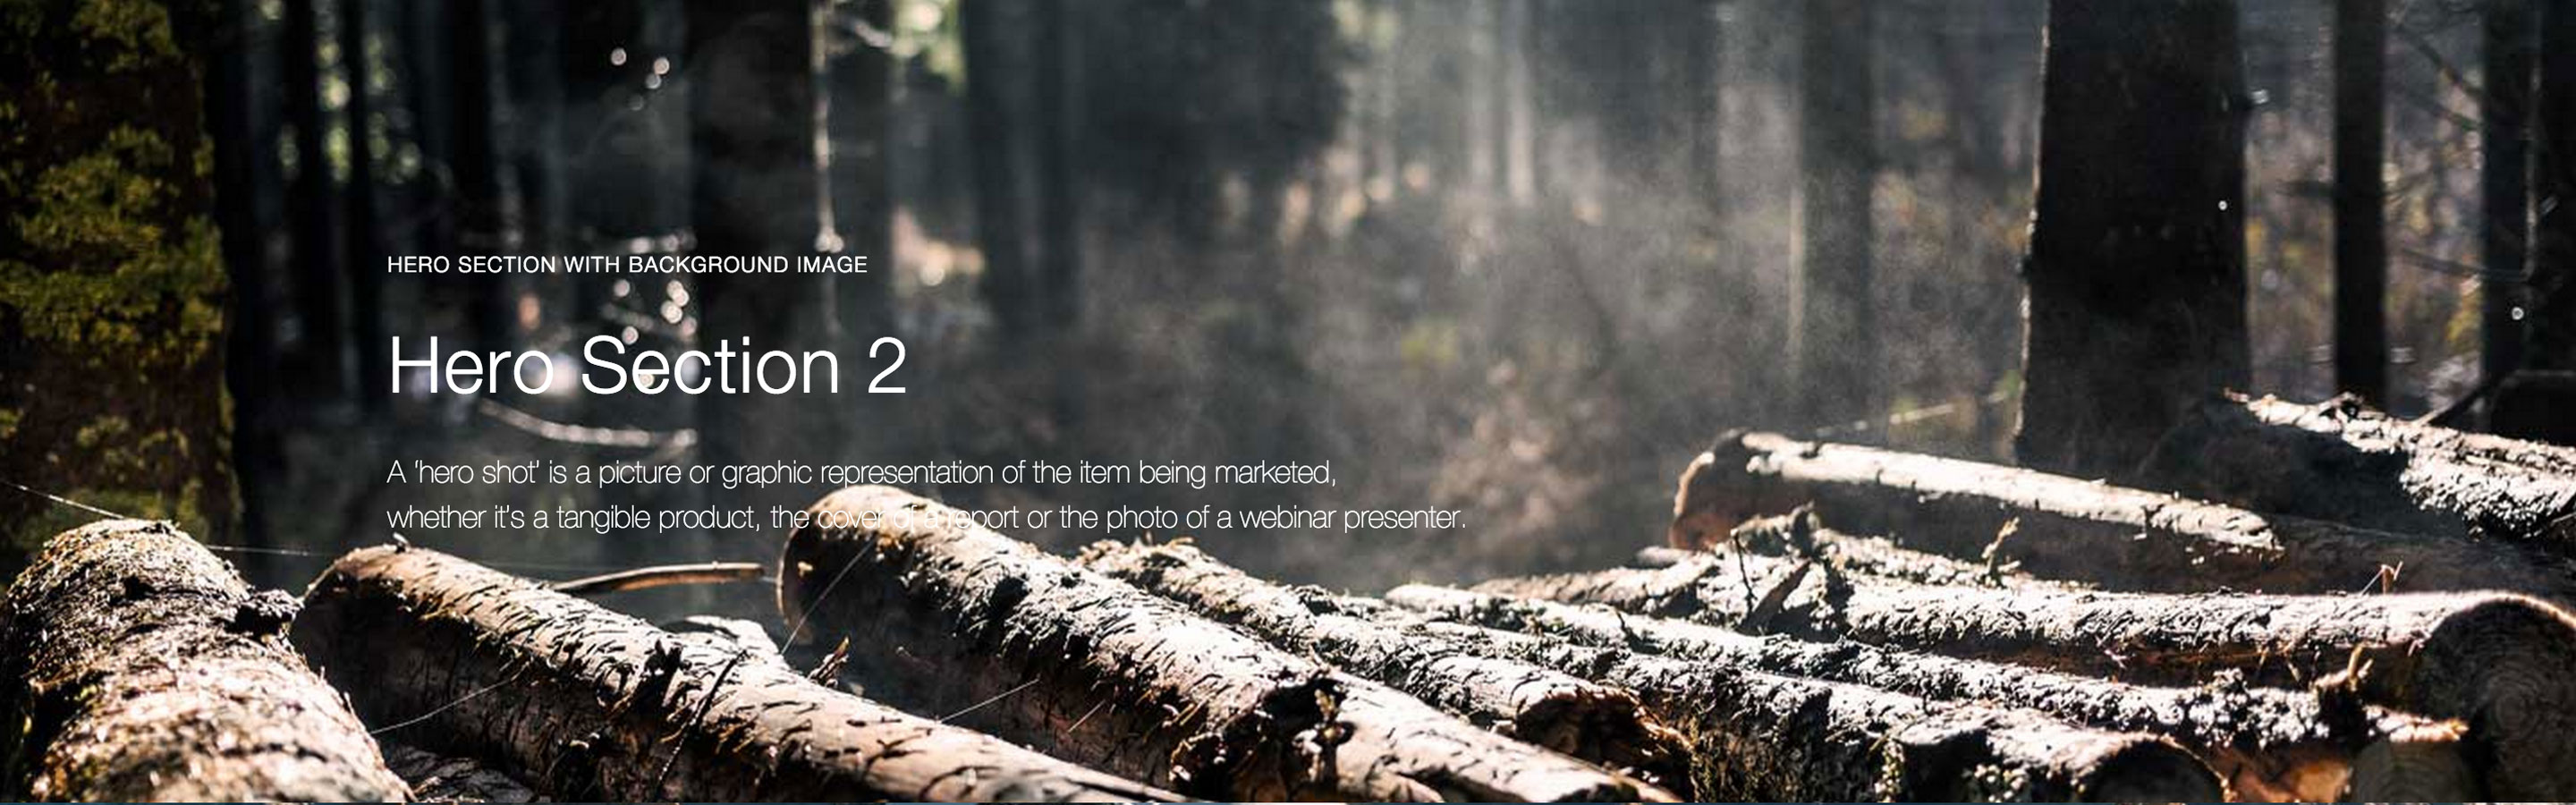 HERO SECTION WITH BACKGROUND IMAGE
Hero Section 2
A 'hero shot' is a picture or graphic representation of the item being marketed,
whether it's a tangible product, the cover of a report or the photo of a webinar presenter.